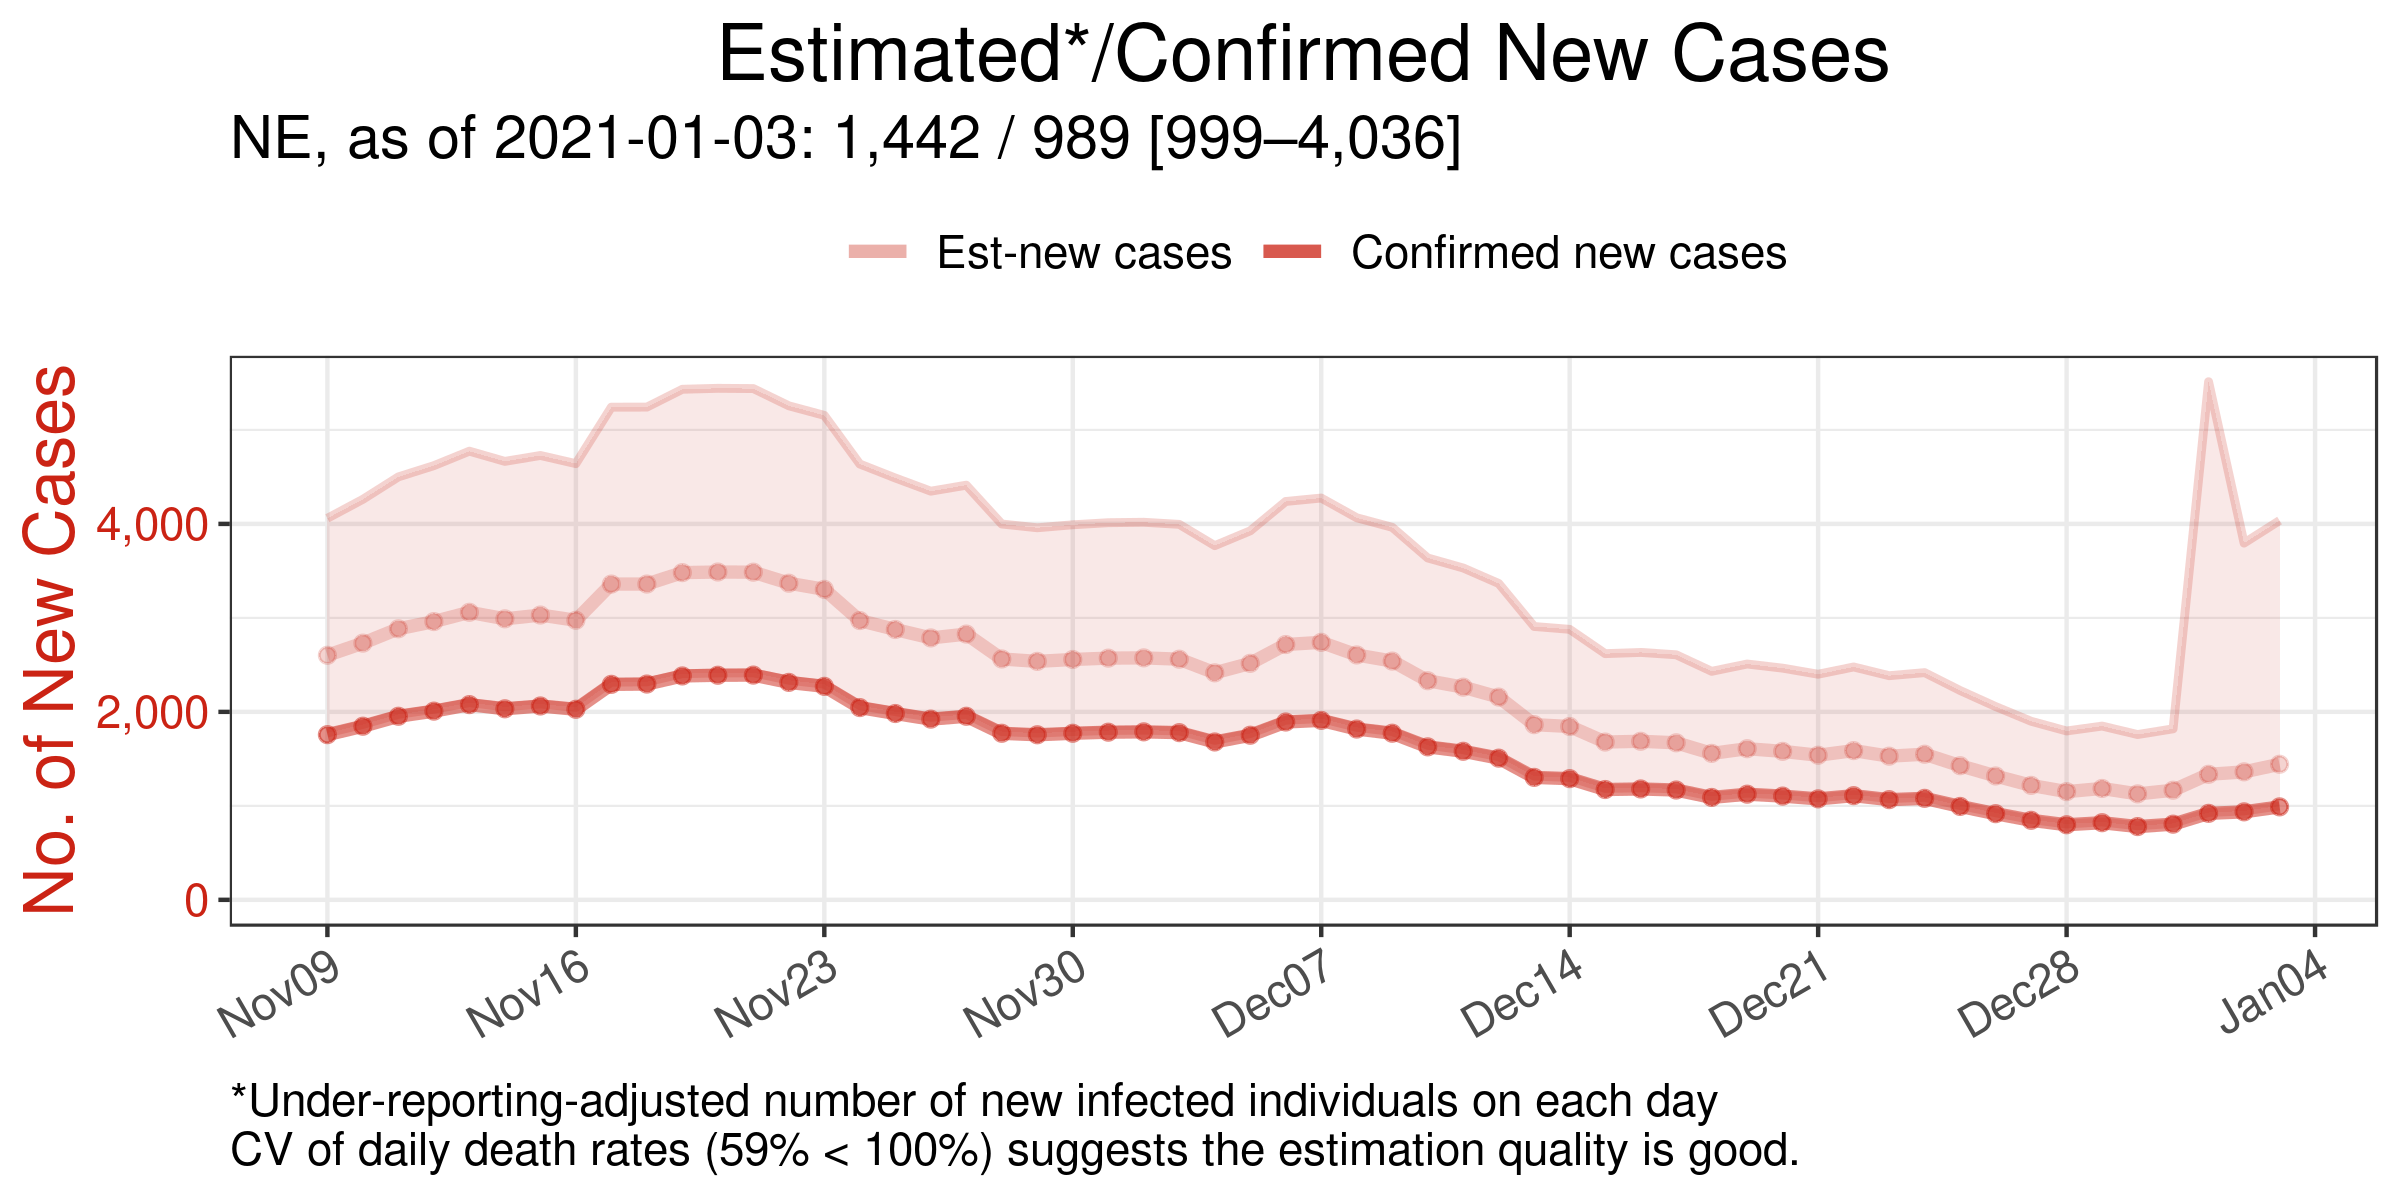 Estimated*/Confirmed New Cases
NE, as of 2021-01-03: 1,442 / 989 [999–4,036]
Est-new cases
Confirmed new cases
No. of New Cases
4,000
2,000
0
Nov09
Nov16
Nov23
Nov30
Dec07
Dec14
Dec21
Dec28
Jan04
*Under-reporting-adjusted number of new infected individuals on each day
CV of daily death rates (59% < 100%) suggests the estimation quality is good.